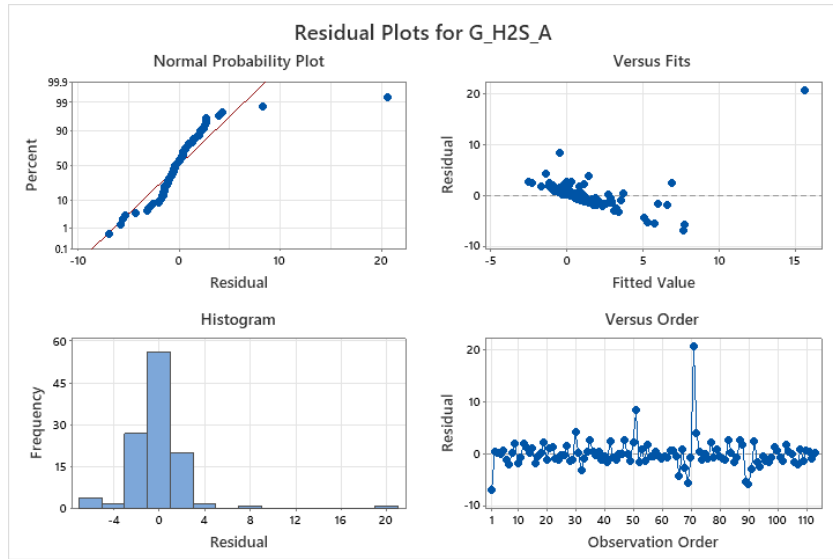 Residual Plots for G_H2S_A
Normal Probability Plot
Versus Fits
99.9
99
90
50
10
1
0.1
Percent
-10 0 10 20
Residual
20
10
0
-10
Residual
-5 0 5 10 15
Fitted Value
Histogram
Versus Order
60
45
30
15
0
Frequency
-4 0 4 8 12 16 20
Residual
20
10
0
-10
Residual
1 10 20 30 40 50 60 70 80 90 100 110
Observation Order